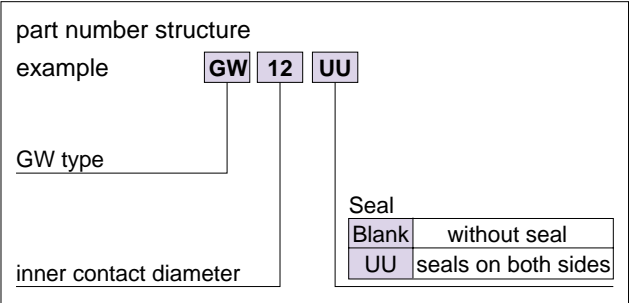 part number structure
example GW 12 UU
GW type
Seal
Blank without seal
UU seals on both sides
inner contact diameter